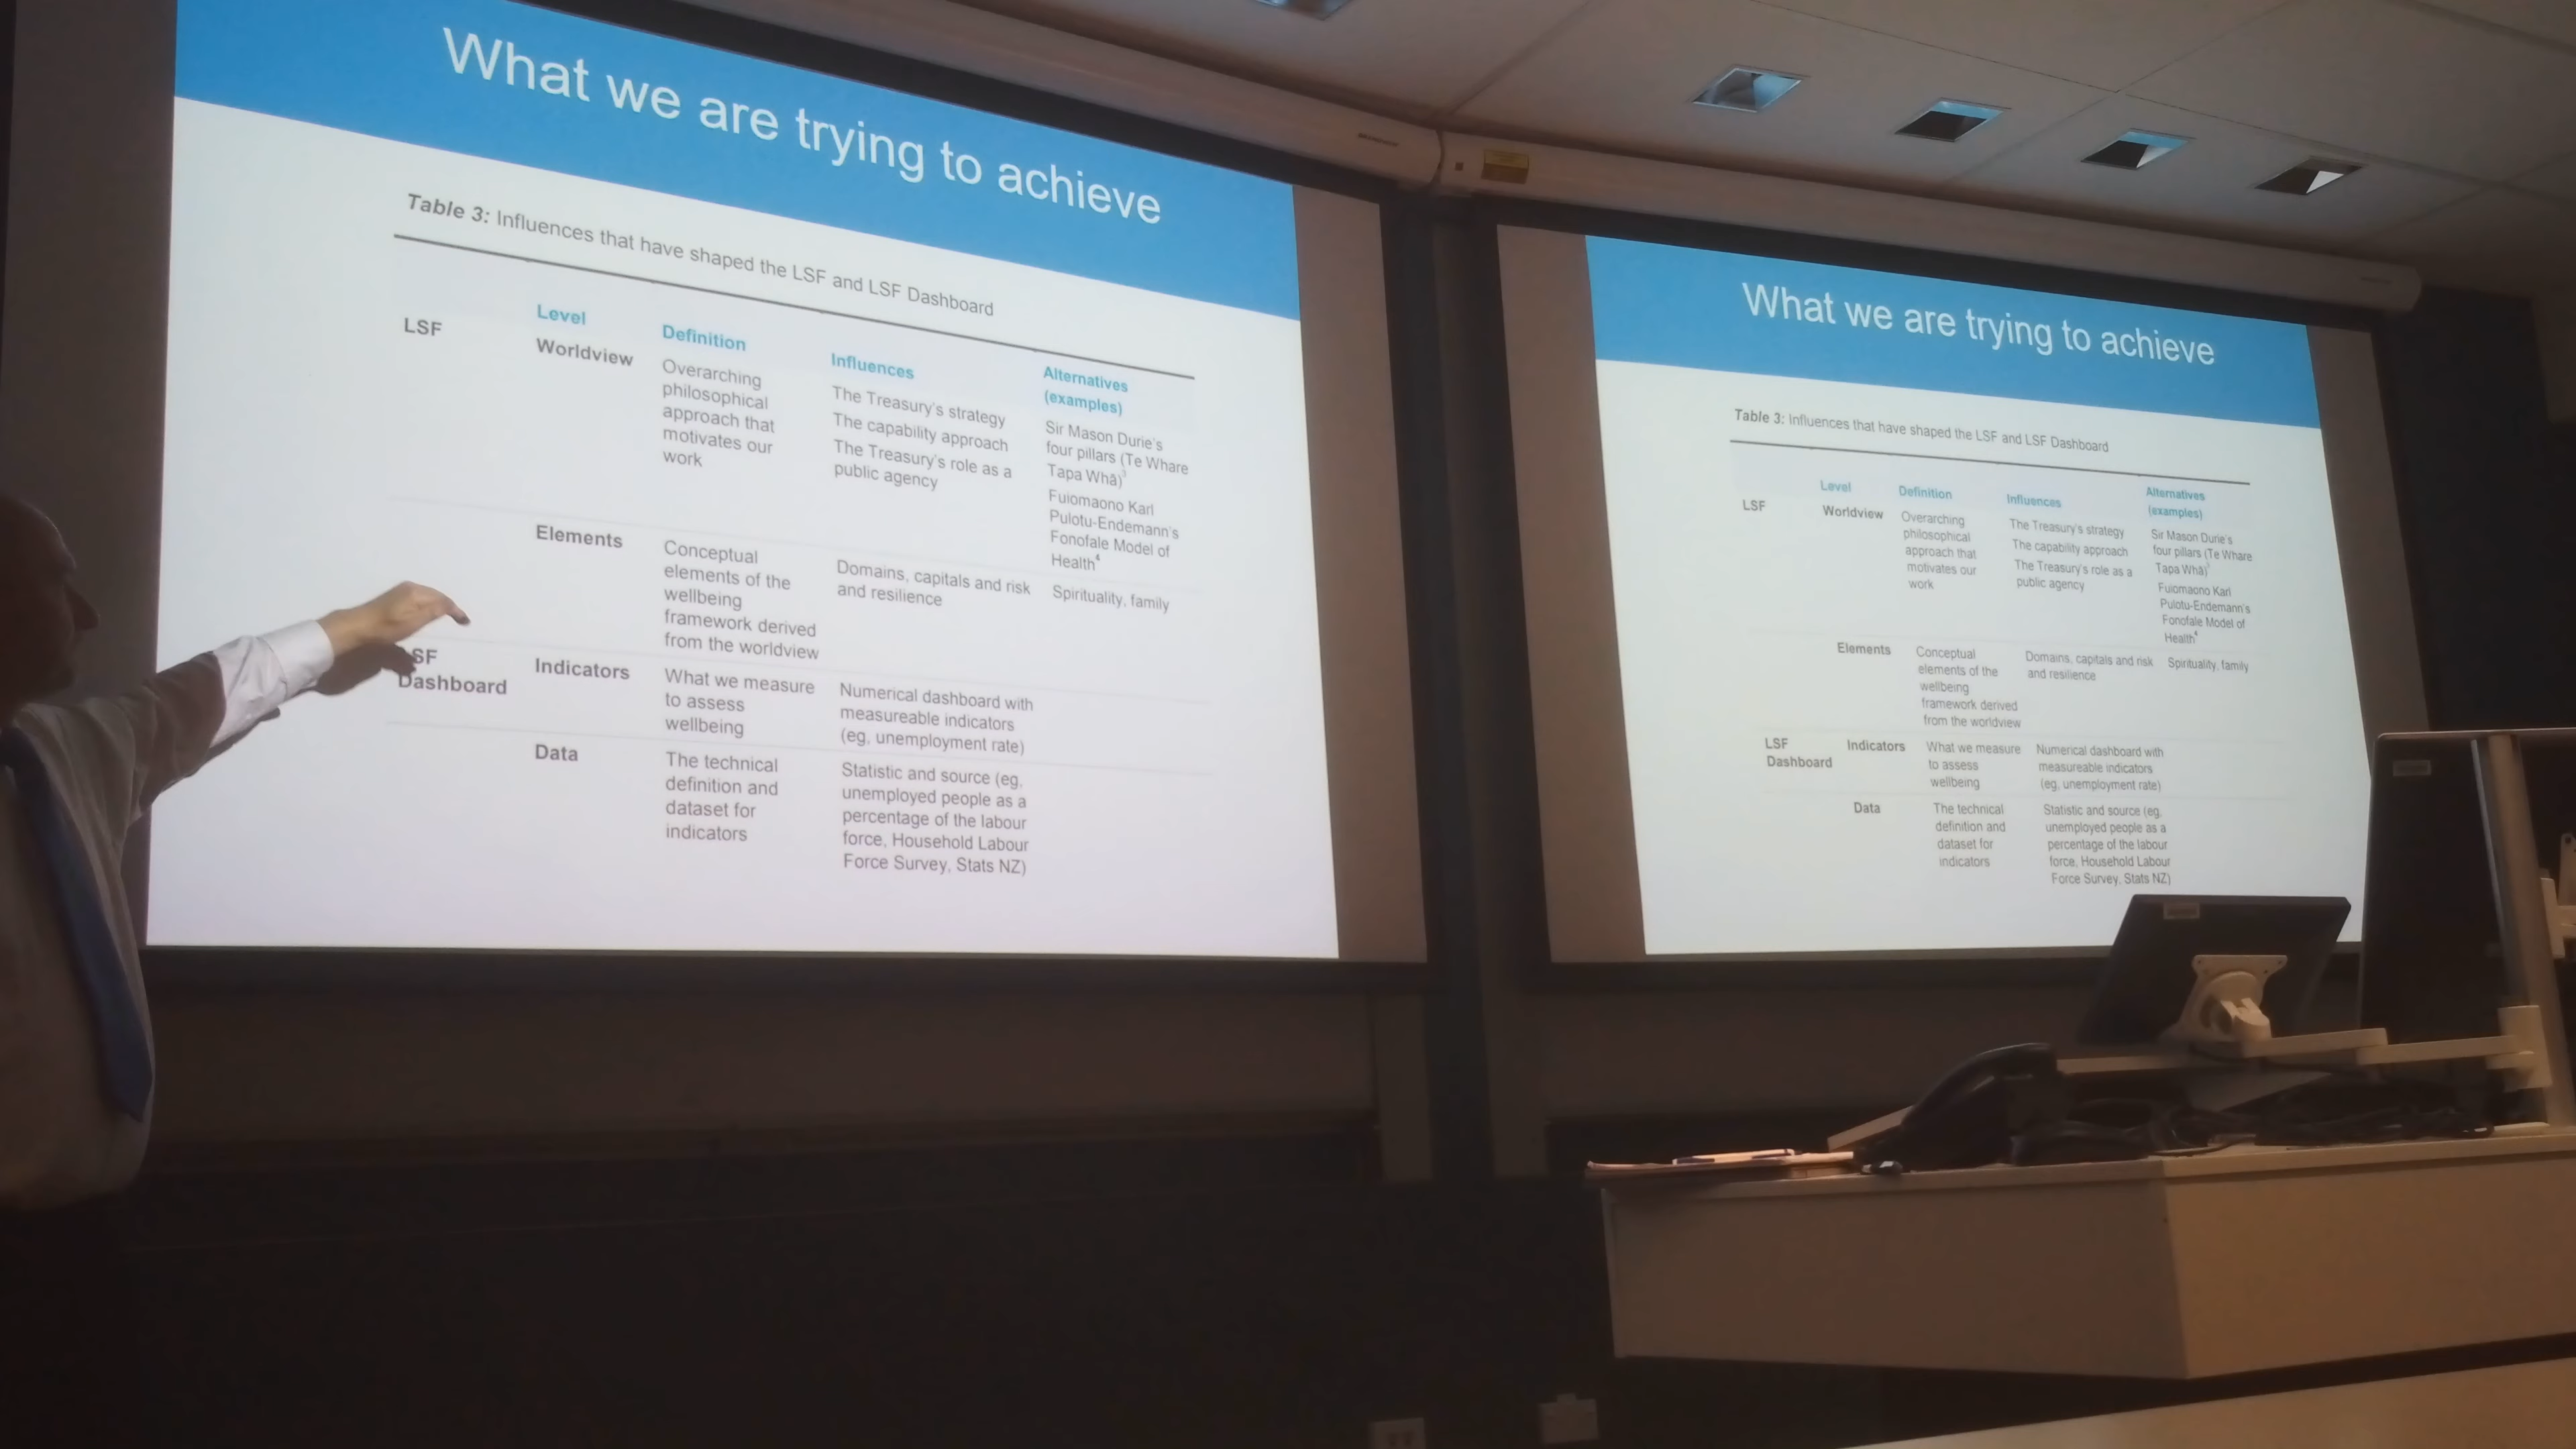 What we are trying to achieve
Table 3: Influences that have shaped the LSF and LSF Dashboard
Level
Definition
Influences
Alternatives
(examples)
LSF
Worldview
Overarching
philosophical
approach that
motivates our
work
The Treasury's strategy
The capability approach
The Treasury's role as a
public agency
Sir Mason Durie's
four pillars (Te Whare
Tapa Whā)³
Fuiomaono Karl
Pulotu-Endemann's
Fonofale Model of
Health⁴
Elements
Conceptual
elements of the
wellbeing
framework derived
from the worldview
Domains, capitals and risk
and resilience
Spirituality, family
LSF
Dashboard
Indicators
What we measure
to assess
wellbeing
Numerical dashboard with
measureable indicators
(eg, unemployment rate)
Data
The technical
definition and
dataset for
indicators
Statistic and source (eg,
unemployed people as a
percentage of the labour
force, Household Labour
Force Survey, Stats NZ)
What we are trying to achieve
Table 3: Influences that have shaped the LSF and LSF Dashboard
Level
Definition
Influences
Alternatives
(examples)
LSF
Worldview
Overarching
philosophical
approach that
motivates our
work
The Treasury's strategy
The capability approach
The Treasury's role as a
public agency
Sir Mason Durie's
four pillars (Te Whare
Tapa Whā)³
Fuiomaono Karl
Pulotu-Endemann's
Fonofale Model of
Health⁴
Elements
Conceptual
elements of the
wellbeing
framework derived
from the worldview
Domains, capitals and risk
and resilience
Spirituality, family
LSF
Dashboard
Indicators
What we measure
to assess
wellbeing
Numerical dashboard with
measureable indicators
(eg, unemployment rate)
Data
The technical
definition and
dataset for
indicators
Statistic and source (eg,
unemployed people as a
percentage of the labour
force, Household Labour
Force Survey, Stats NZ)